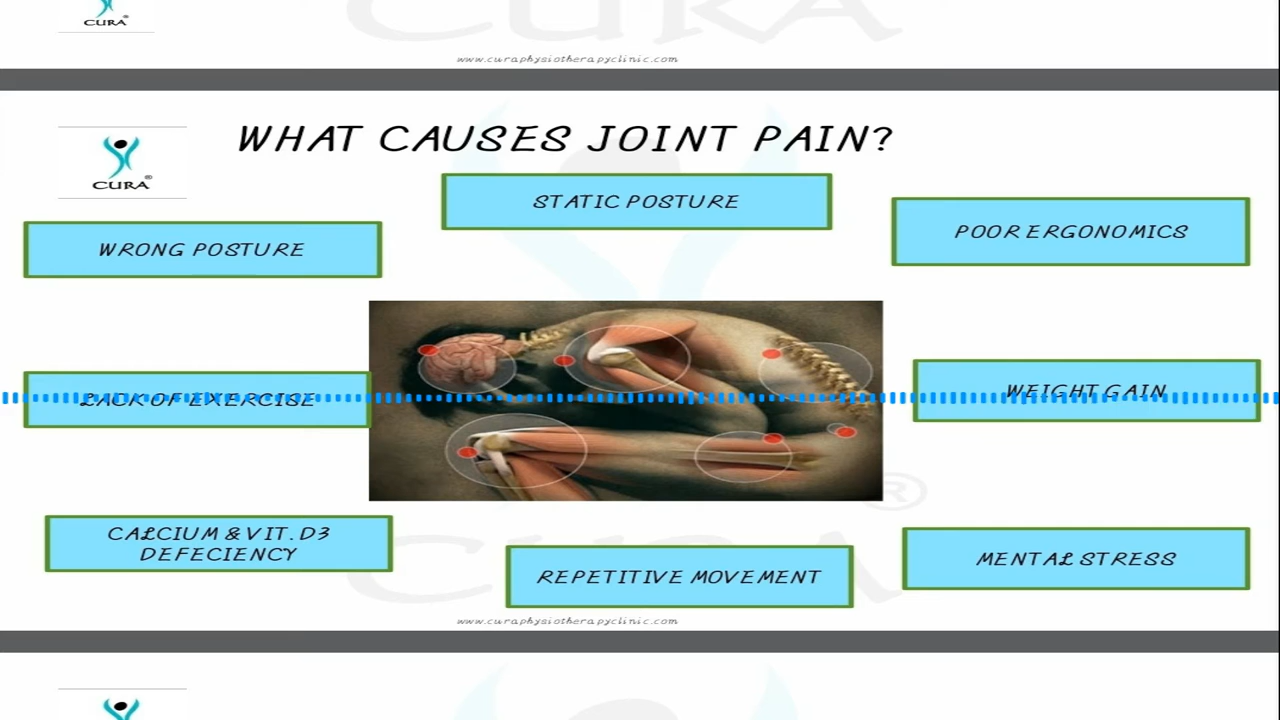 CURA®
www.curaphysiotherapyclinic.com
CURA®
WHAT CAUSES JOINT PAIN?
STATIC POSTURE
POOR ERGONOMICS
WRONG POSTURE
LACK OF EXERCISE
WEIGHT GAIN
CALCIUM & VIT. D3
DEFECIENCY
REPETITIVE MOVEMENT
MENTAL STRESS
CURA®
www.curaphysiotherapyclinic.com